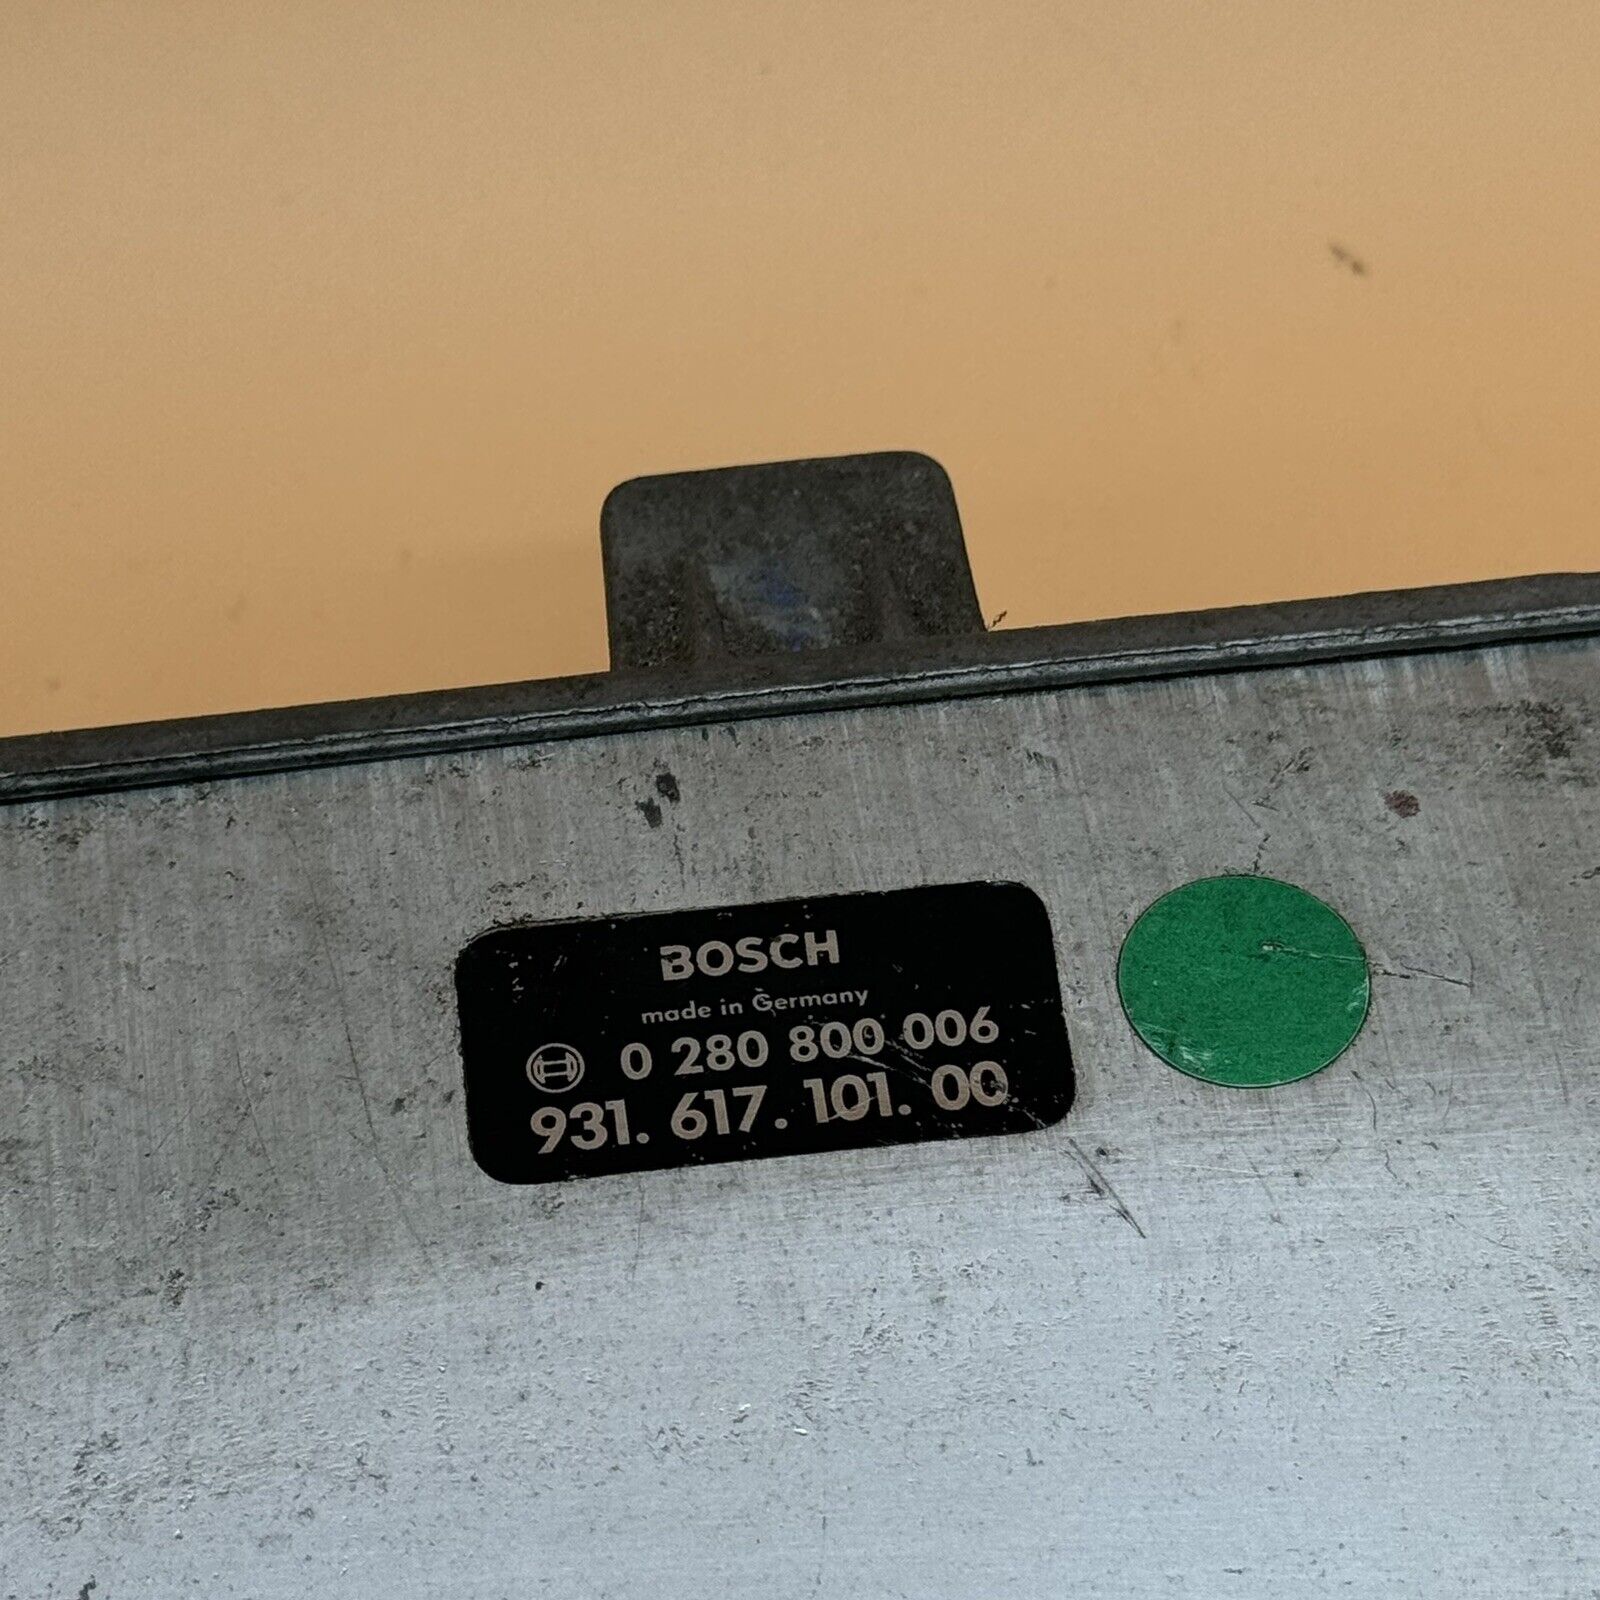 BOSCH
made in Germany
0 280 800 006
931. 617. 101. 00